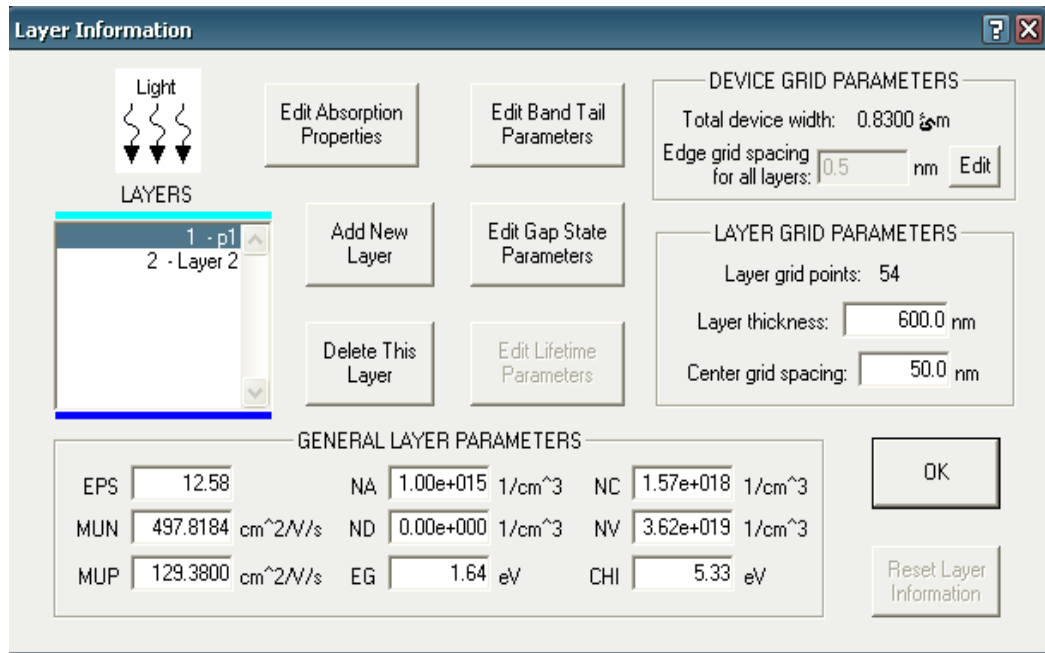 Layer Information
Light
LAYERS
1 - p1
2 - Layer 2
Edit Absorption
Properties
Edit Band Tail
Parameters
Add New
Layer
Edit Gap State
Parameters
Delete This
Layer
Edit Lifetime
Parameters
DEVICE GRID PARAMETERS
Total device width: 0.8300 m
Edge grid spacing
for all layers: 0.5 nm Edit
LAYER GRID PARAMETERS
Layer grid points: 54
Layer thickness: 600.0 nm
Center grid spacing: 50.0 nm
GENERAL LAYER PARAMETERS
EPS 12.58 NA 1.00e+015 1/cm^3 NC 1.57e+018 1/cm^3
MUN 497.8184 cm^2/V/s ND 0.00e+000 1/cm^3 NV 3.62e+019 1/cm^3
MUP 129.3800 cm^2/V/s EG 1.64 eV CHI 5.33 eV
OK
Reset Layer
Information